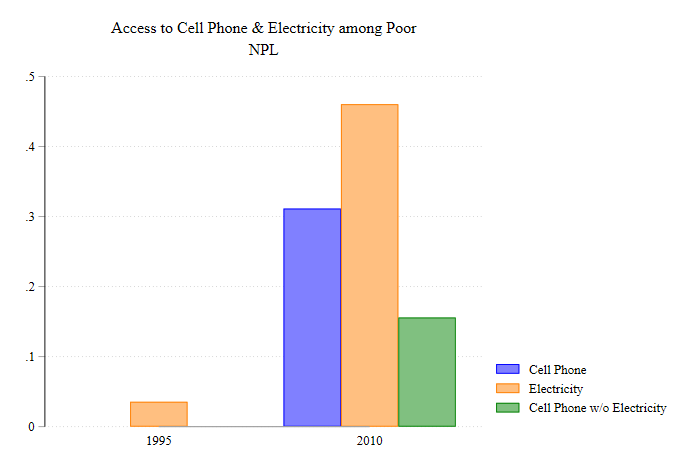 Access to Cell Phone & Electricity among Poor
NPL
.5
.4
.3
.2
.1
0
1995
2010
Cell Phone
Electricity
Cell Phone w/o Electricity